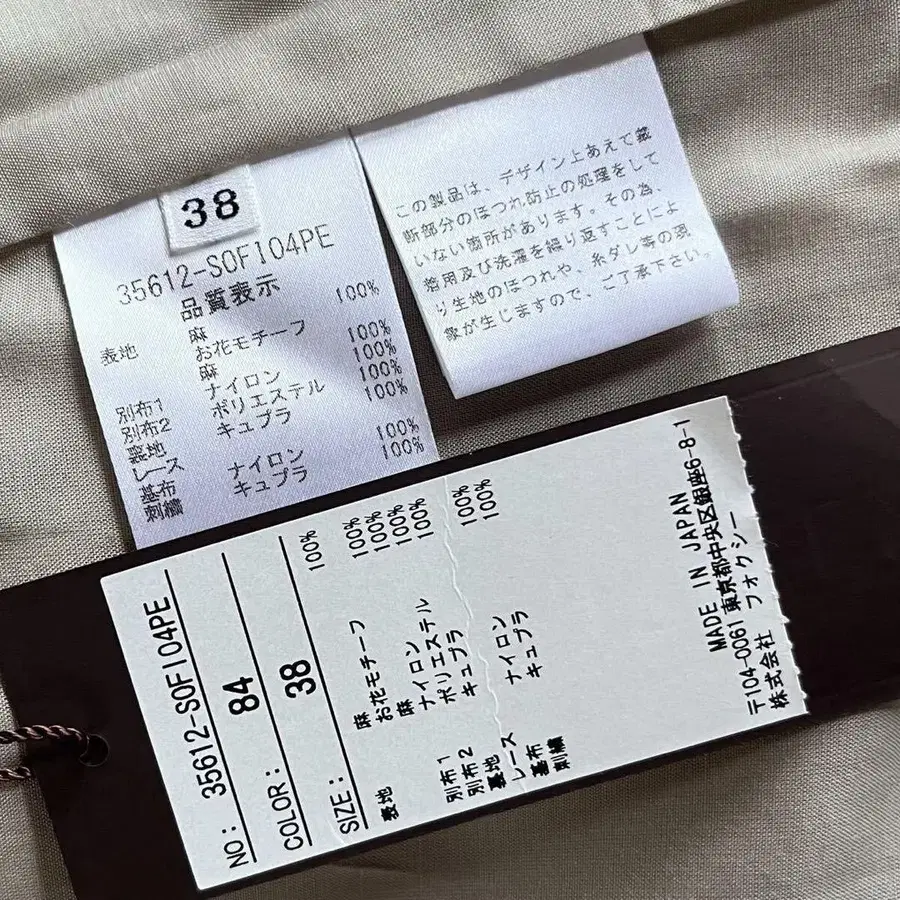 38
35612-SOFI04PE
品質表示
表地 麻 100%
お花モチーフ
麻 100%
別布1 ナイロン 100%
別布2 ポリエステル 100%
裏地 キュプラ 100%
レース
基布 ナイロン 100%
刺繍 キュプラ 100%
この製品は、デザイン上あえて裁
断部分のほつれ防止の処理をして
いない箇所があります。その為、
着用及び洗濯を繰り返すことによ
り生地のほつれや、糸ダレ等の現
象が生じますので、ご了承下さい。
NO: 35612-SOFI04PE
COLOR: 84
SIZE: 38
表地 麻 100%
お花モチーフ
麻 100%
別布1 ナイロン 100%
別布2 ポリエステル 100%
裏地 キュプラ 100%
レース
基布 ナイロン 100%
刺繍 キュプラ 100%
MADE IN JAPAN
〒104-0061 東京都中央区銀座6-8-1
株式会社 フォクシー